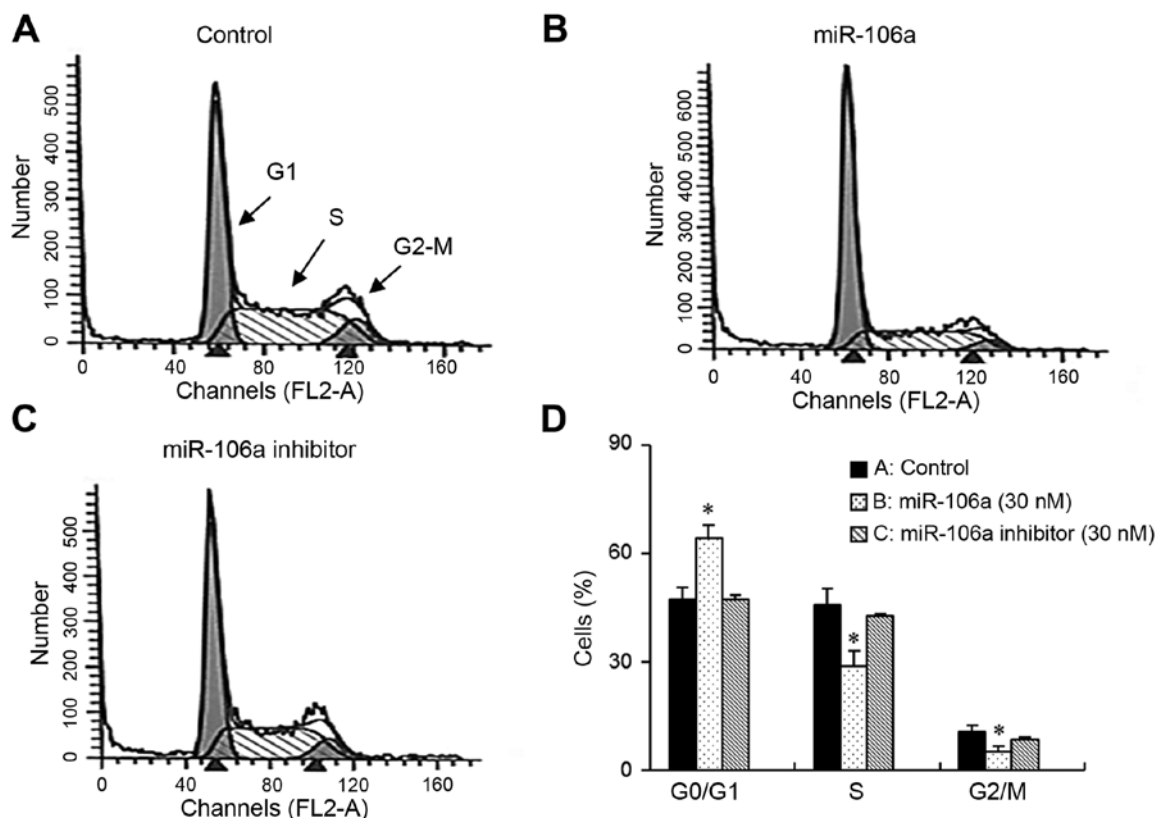 A
Control
Number
500
400
300
200
100
0
G1
S
G2-M
0
40
80
120
160
Channels (FL2-A)
B
miR-106a
Number
600
500
400
300
200
100
0
0
40
80
120
160
Channels (FL2-A)
C
miR-106a inhibitor
Number
500
400
300
200
100
0
0
40
80
120
160
Channels (FL2-A)
D
Cells (%)
90
60
30
0
A: Control
B: miR-106a (30 nM)
C: miR-106a inhibitor (30 nM)
*
*
*
G0/G1
S
G2/M